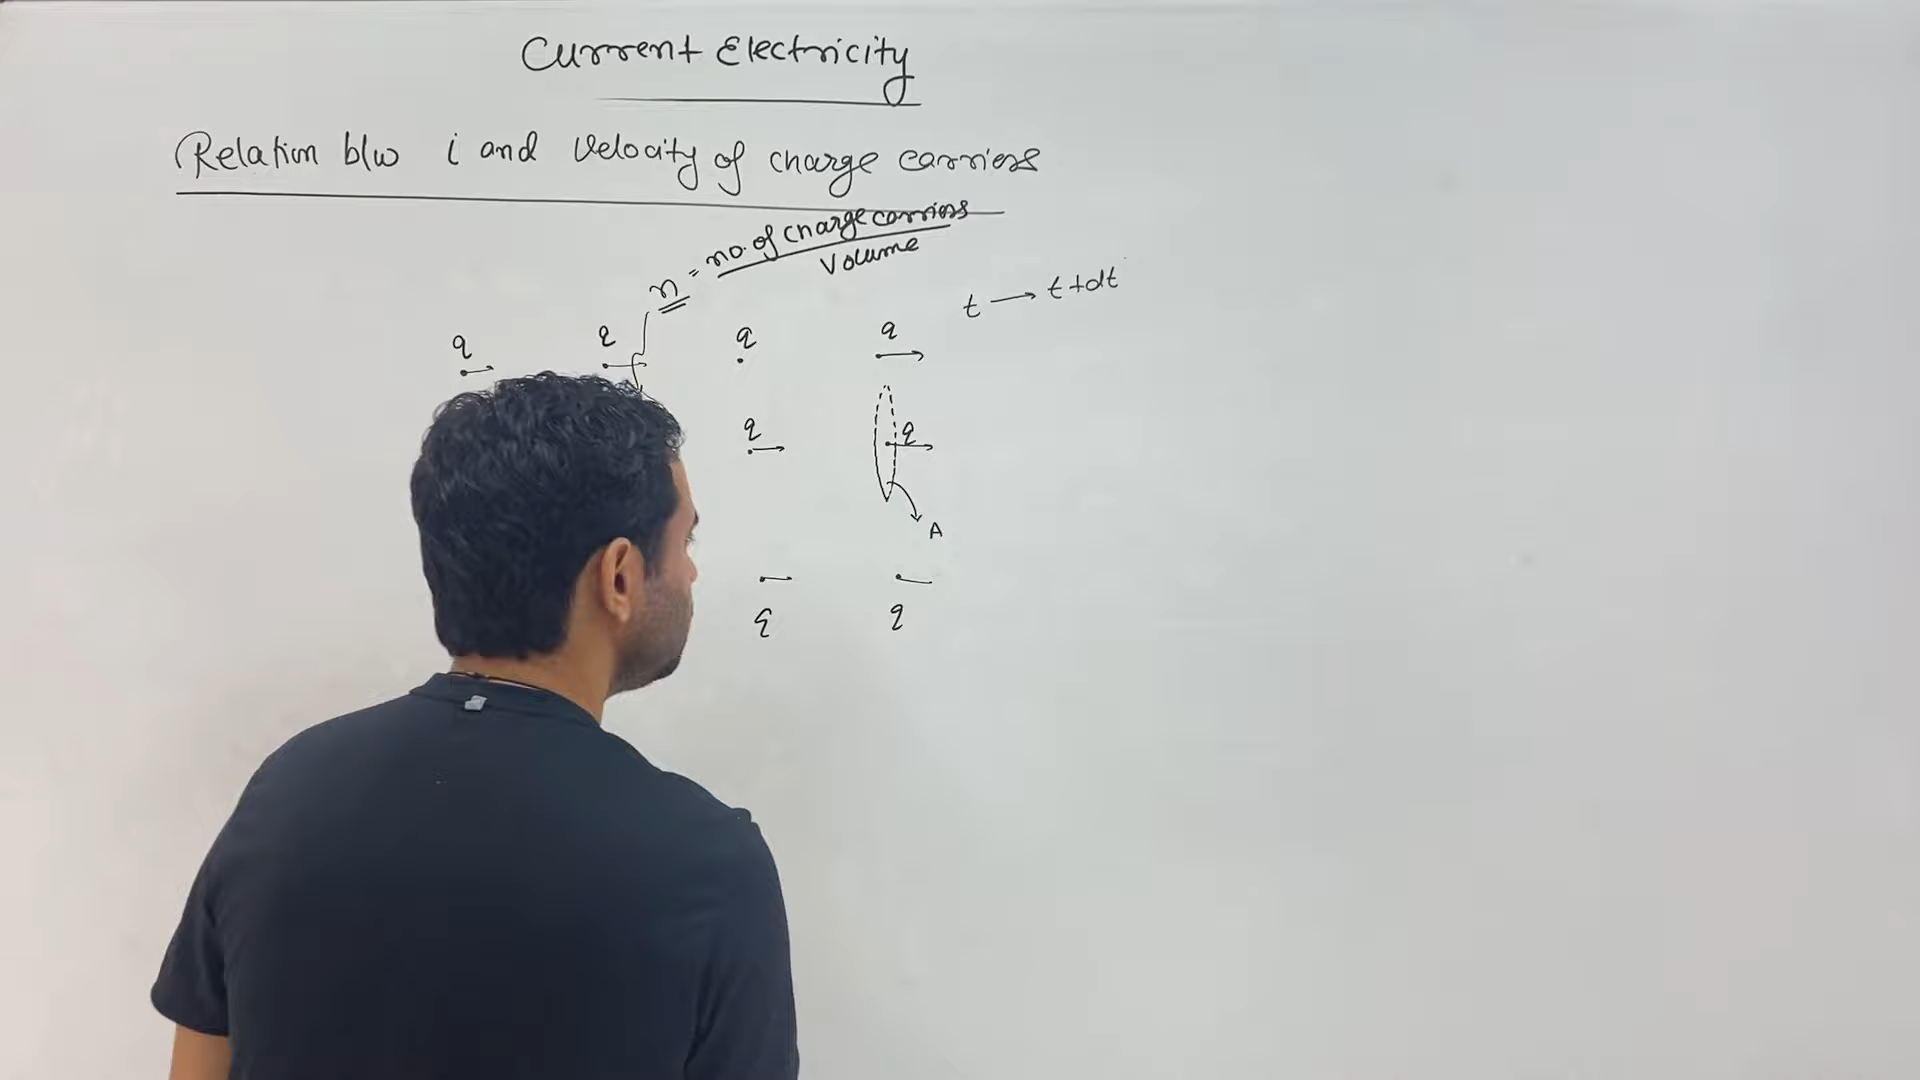 Current Electricity
Relation b/w i and velocity of charge carriers
n = no. of charge carriers
Volume
t → t+dt
q q q q
q q
A
q q